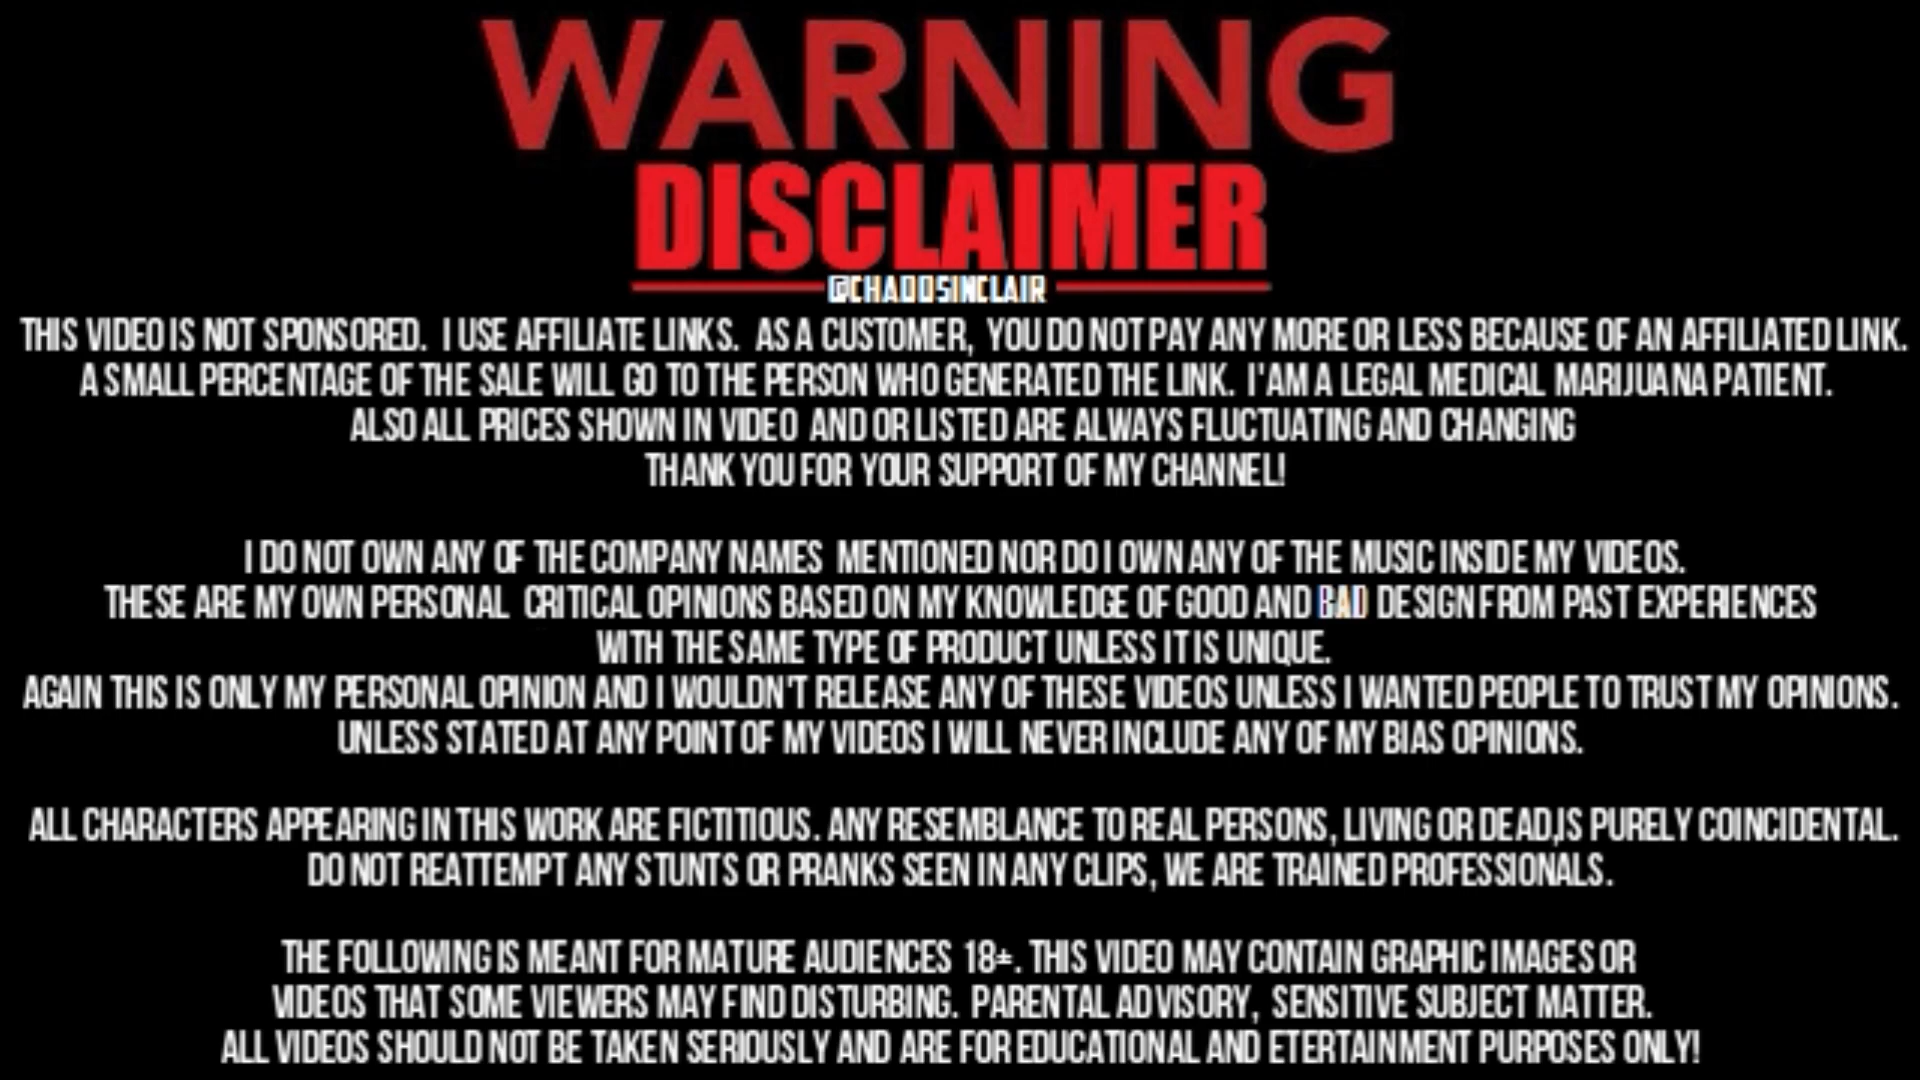 WARNING
DISCLAIMER
@CHADDSINCLAIR
THIS VIDEO IS NOT SPONSORED. I USE AFFILIATE LINKS. AS A CUSTOMER, YOU DO NOT PAY ANY MORE OR LESS BECAUSE OF AN AFFILIATED LINK.
A SMALL PERCENTAGE OF THE SALE WILL GO TO THE PERSON WHO GENERATED THE LINK. I'AM A LEGAL MEDICAL MARIJUANA PATIENT.
ALSO ALL PRICES SHOWN IN VIDEO AND OR LISTED ARE ALWAYS FLUCTUATING AND CHANGING
THANK YOU FOR YOUR SUPPORT OF MY CHANNEL!
I DO NOT OWN ANY OF THE COMPANY NAMES MENTIONED NOR DO I OWN ANY OF THE MUSIC INSIDE MY VIDEOS.
THESE ARE MY OWN PERSONAL CRITICAL OPINIONS BASED ON MY KNOWLEDGE OF GOOD AND BAD DESIGN FROM PAST EXPERIENCES
WITH THE SAME TYPE OF PRODUCT UNLESS IT IS UNIQUE.
AGAIN THIS IS ONLY MY PERSONAL OPINION AND I WOULDN'T RELEASE ANY OF THESE VIDEOS UNLESS I WANTED PEOPLE TO TRUST MY OPINIONS.
UNLESS STATED AT ANY POINT OF MY VIDEOS I WILL NEVER INCLUDE ANY OF MY BIAS OPINIONS.
ALL CHARACTERS APPEARING IN THIS WORK ARE FICTITIOUS. ANY RESEMBLANCE TO REAL PERSONS, LIVING OR DEAD,IS PURELY COINCIDENTAL.
DO NOT REATTEMPT ANY STUNTS OR PRANKS SEEN IN ANY CLIPS, WE ARE TRAINED PROFESSIONALS.
THE FOLLOWING IS MEANT FOR MATURE AUDIENCES 18+. THIS VIDEO MAY CONTAIN GRAPHIC IMAGES OR
VIDEOS THAT SOME VIEWERS MAY FIND DISTURBING. PARENTAL ADVISORY, SENSITIVE SUBJECT MATTER.
ALL VIDEOS SHOULD NOT BE TAKEN SERIOUSLY AND ARE FOR EDUCATIONAL AND ETERTAINMENT PURPOSES ONLY!